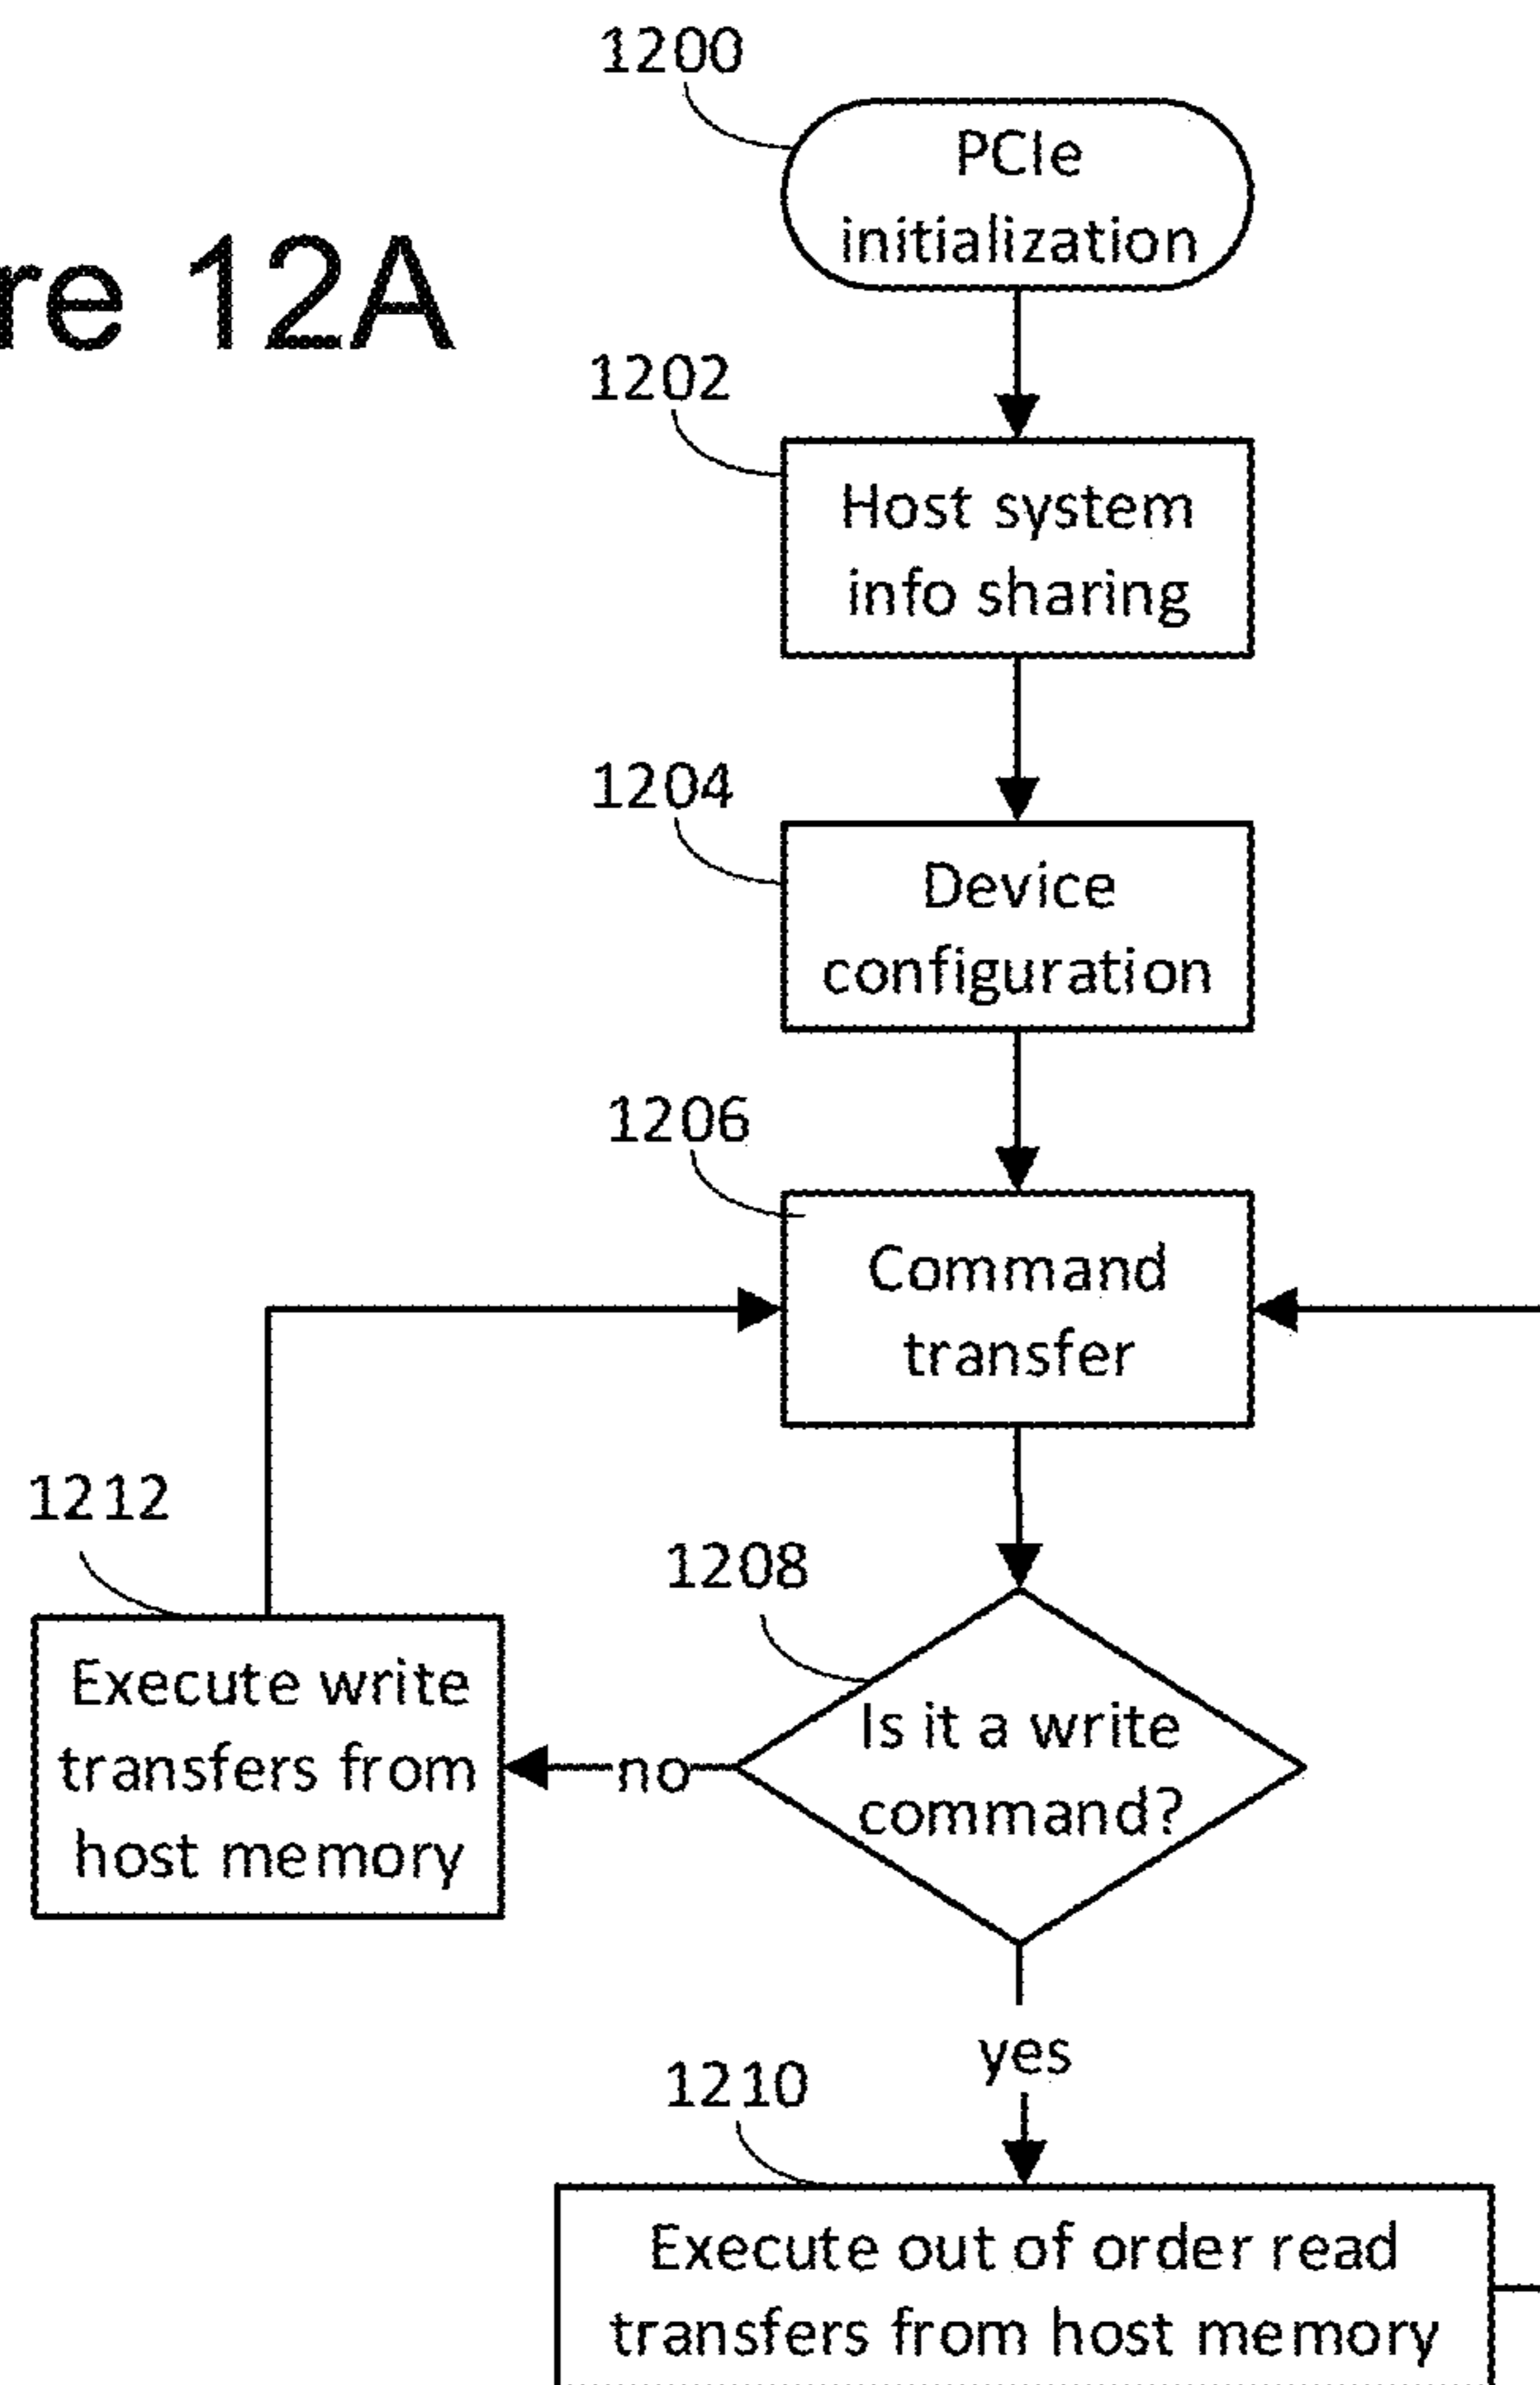 1200
PCIe
initialization
re 12A
1202
Host system
info sharing
1204
Device
configuration
1206
Command
transfer
1212
1208
Execute write
transfers from
host memory
no
Is it a write
command?
yes
1210
Execute out of order read
transfers from host memory